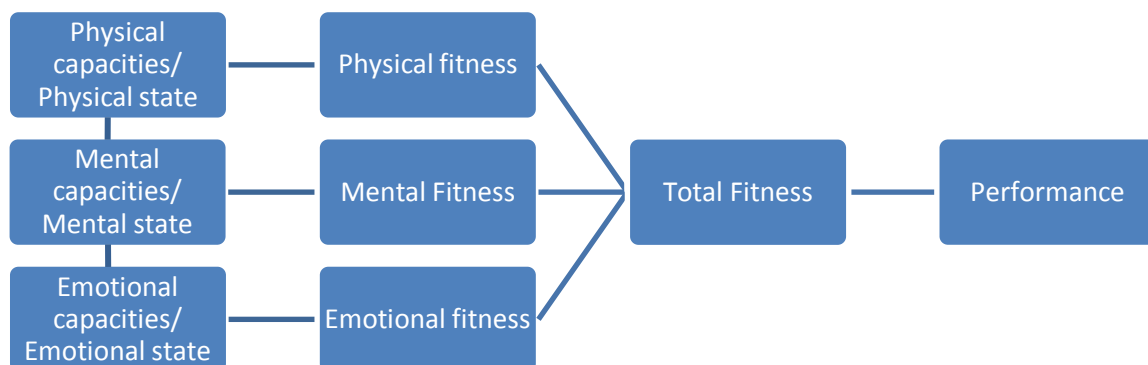 Physical
capacities/
Physical state
Physical fitness
Mental
capacities/
Mental state
Mental Fitness
Total Fitness
Performance
Emotional
capacities/
Emotional state
Emotional fitness